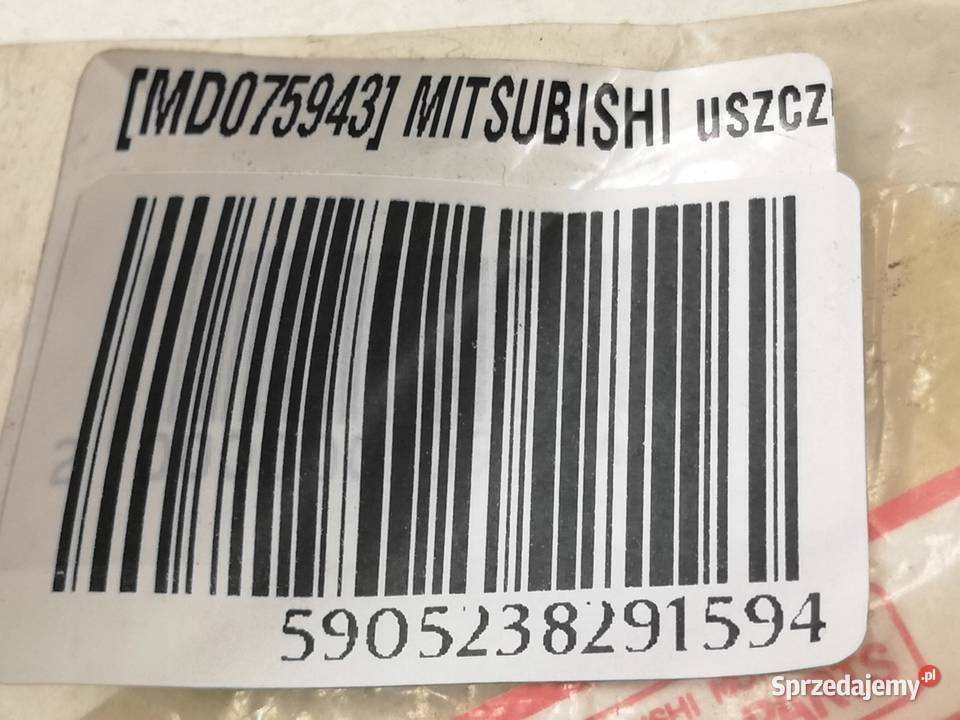 [MD075943] MITSUBISHI uszcz
5905238291594
Sprzedajemy.pl